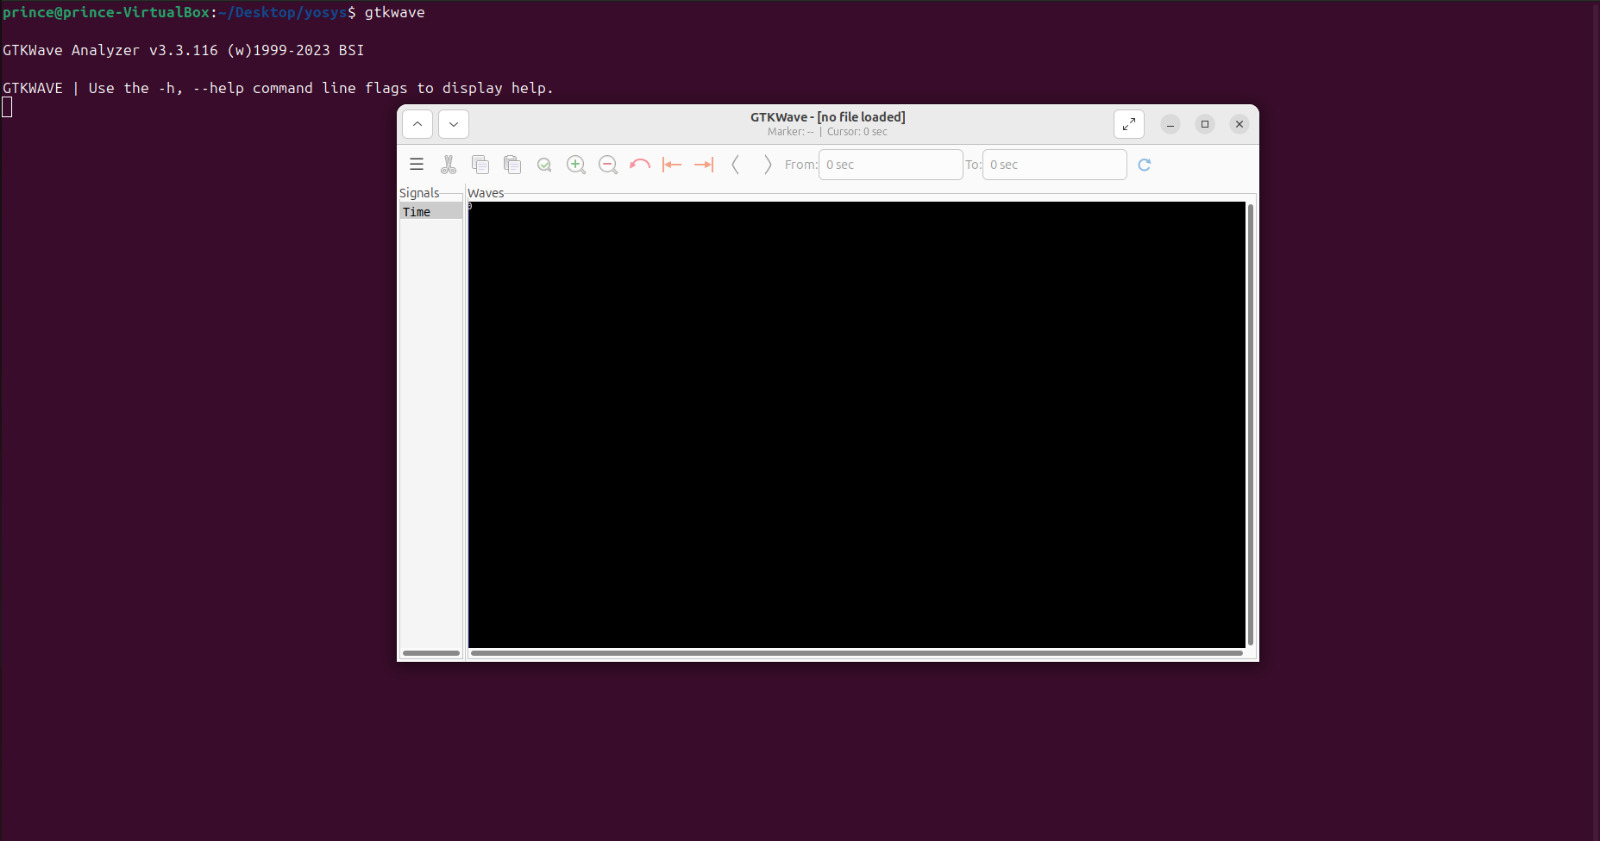 prince@prince-VirtualBox:~/Desktop/yosys$ gtkwave
GTKWave Analyzer v3.3.116 (w)1999-2023 BSI
GTKWAVE | Use the -h, --help command line flags to display help.
GTKWave - [no file loaded]
Marker: -- | Cursor: 0 sec
From: 0 sec To: 0 sec
Signals Waves
Time 0